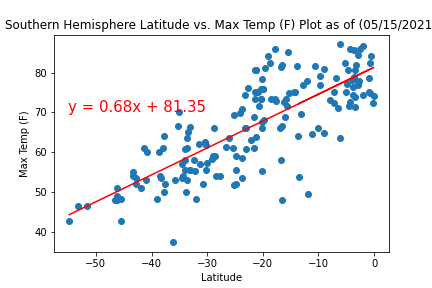 Southern Hemisphere Latitude vs. Max Temp (F) Plot as of (05/15/2021
y = 0.68x + 81.35
Max Temp (F)
80
70
60
50
40
−50 −40 −30 −20 −10 0
Latitude